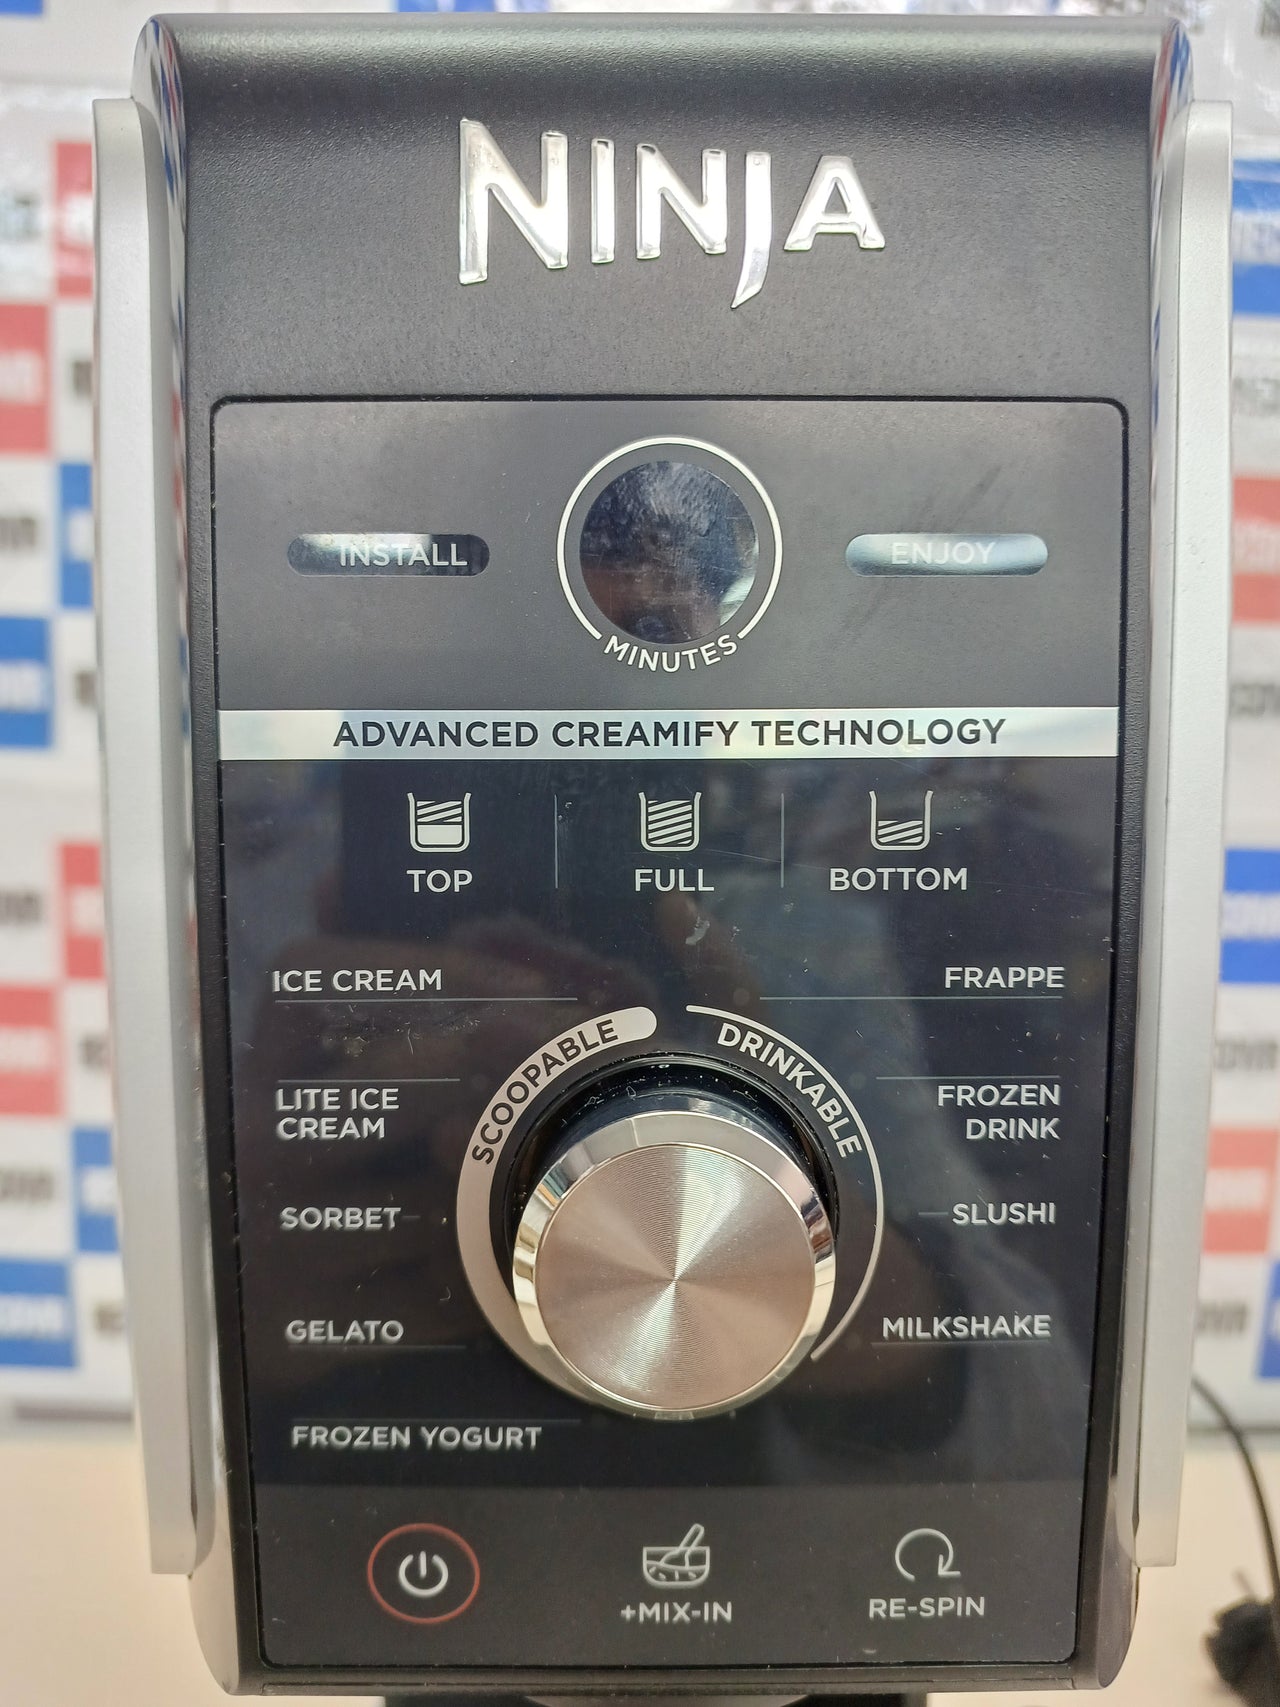 NINJA
INSTALL
ENJOY
MINUTES
ADVANCED CREAMIFY TECHNOLOGY
TOP
FULL
BOTTOM
ICE CREAM
FRAPPE
SCOOPABLE
DRINKABLE
LITE ICE
CREAM
FROZEN
DRINK
SORBET
SLUSHI
GELATO
MILKSHAKE
FROZEN YOGURT
+MIX-IN
RE-SPIN